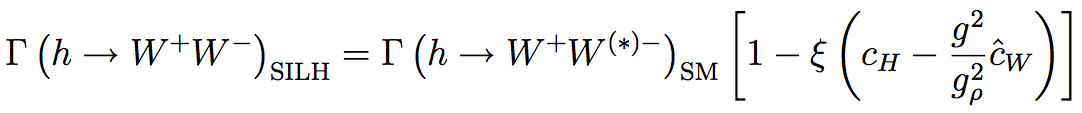 Γ (h → W⁺W⁻)_SILH = Γ (h → W⁺W⁽*⁾⁻)_SM [1 − ξ (c_H − g²/g_ρ² ĉ_W)]